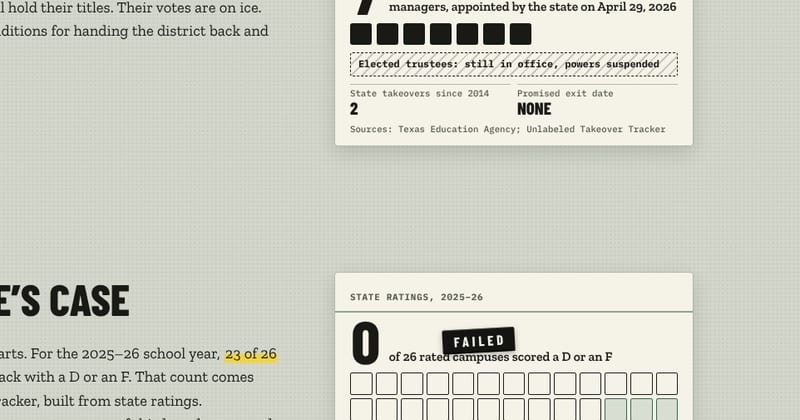 l hold their titles. Their votes are on ice.
ditions for handing the district back and
managers, appointed by the state on April 29, 2026
Elected trustees: still in office, powers suspended
State takeovers since 2014
2
Promised exit date
NONE
Sources: Texas Education Agency; Unlabeled Takeover Tracker
E'S CASE
arts. For the 2025–26 school year, 23 of 26
ack with a D or an F. That count comes
racker, built from state ratings.
STATE RATINGS, 2025–26
FAILED
0 of 26 rated campuses scored a D or an F